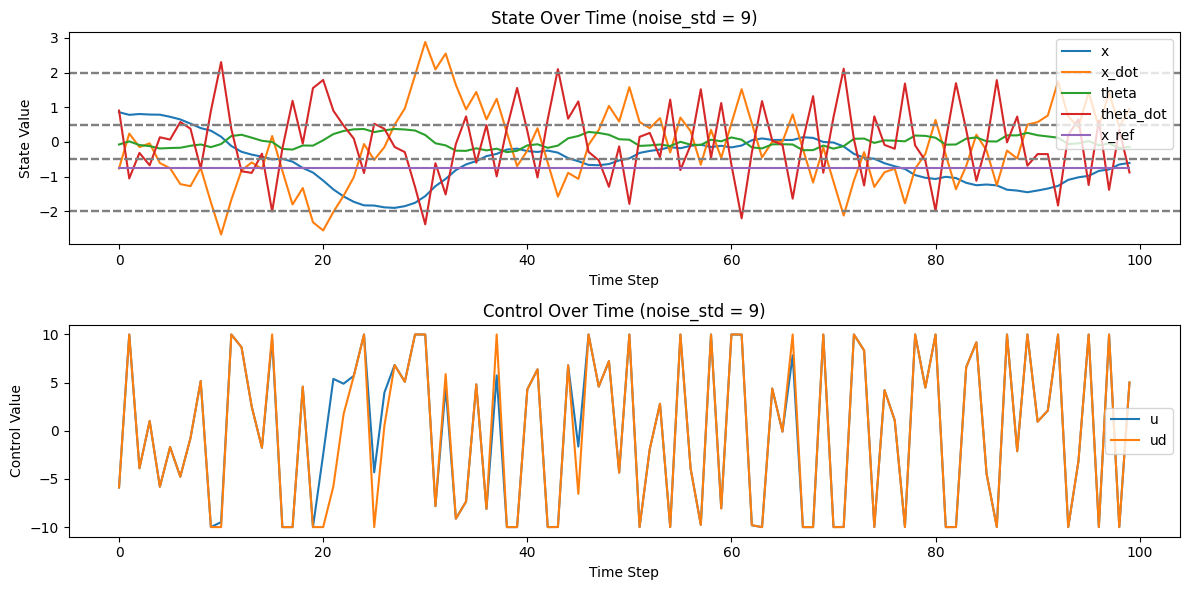 State Over Time (noise_std = 9)
State Value
3
2
1
0
−1
−2
x
x_dot
theta
theta_dot
x_ref
0 20 40 60 80 100
Time Step
Control Over Time (noise_std = 9)
Control Value
10
5
0
−5
−10
u
ud
0 20 40 60 80 100
Time Step